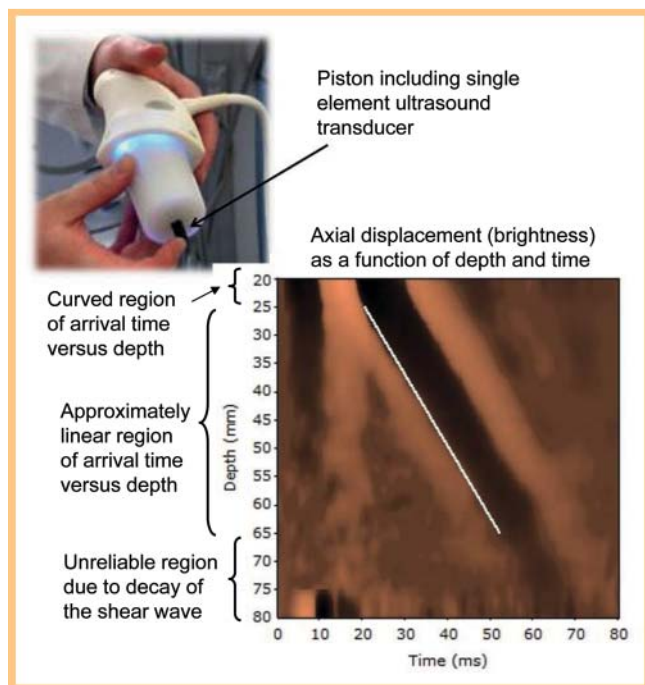 Piston including single
element ultrasound
transducer
Axial displacement (brightness)
as a function of depth and time
Curved region
of arrival time
versus depth
Approximately
linear region
of arrival time
versus depth
Unreliable region
due to decay of
the shear wave
Depth (mm)
20
25
30
35
40
45
50
55
60
65
70
75
80
0 10 20 30 40 50 60 70 80
Time (ms)